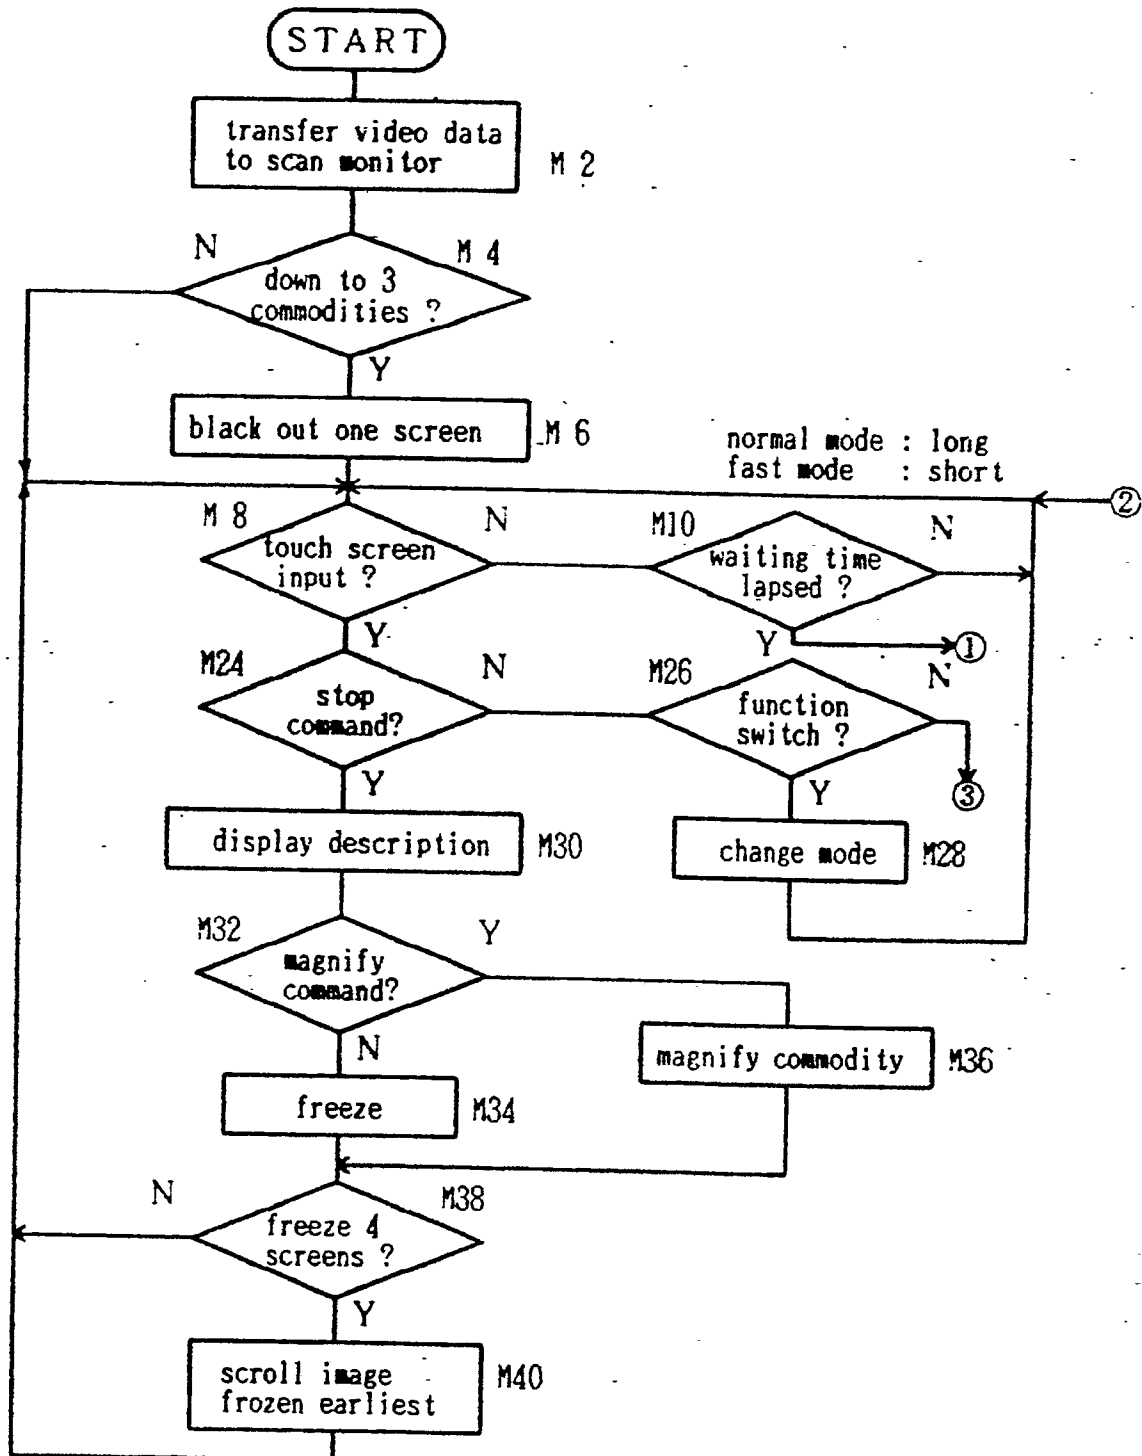 START
transfer video data
to scan monitor
M 2
N
M 4
down to 3
commodities ?
Y
black out one screen
M 6
normal mode : long
fast mode : short
②
M 8
touch screen
input ?
N
M10
waiting time
lapsed ?
N
Y
Y
①
M24
stop
command?
N
M26
function
switch ?
N
Y
Y
③
display description
M30
change mode
M28
M32
magnify
command?
Y
N
magnify commodity
M36
freeze
M34
N
M38
freeze 4
screens ?
Y
scroll image
frozen earliest
M40